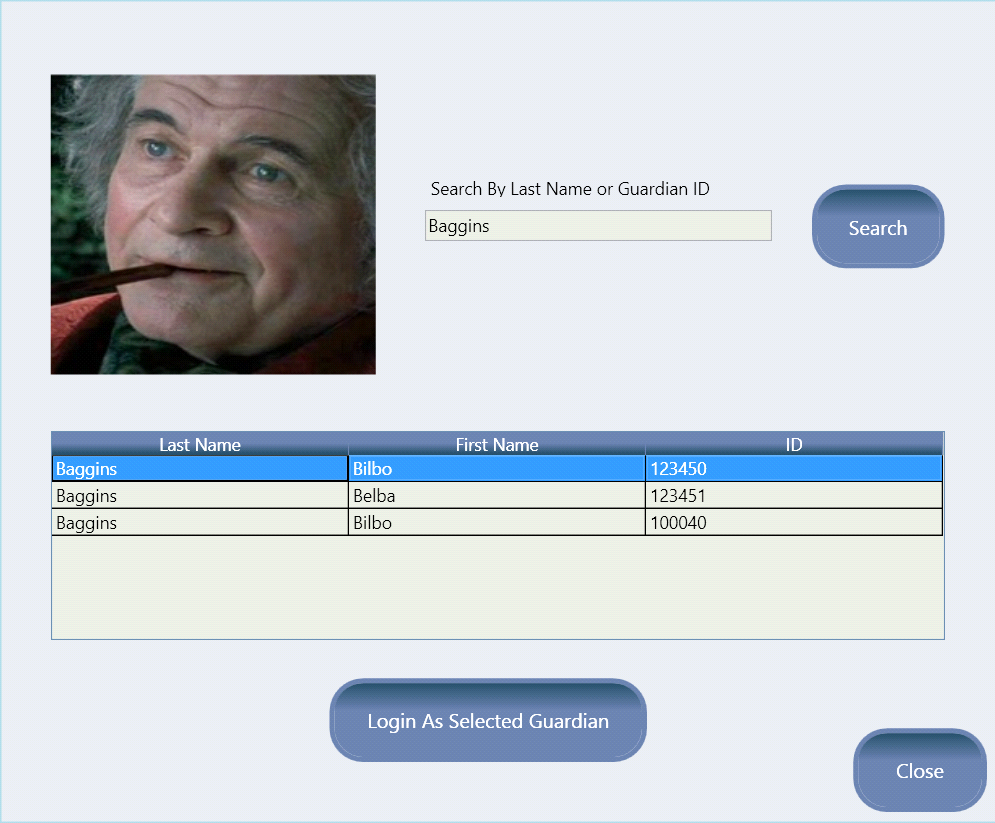 Search By Last Name or Guardian ID
Baggins
Search
Last Name First Name ID
Baggins Bilbo 123450
Baggins Belba 123451
Baggins Bilbo 100040
Login As Selected Guardian
Close